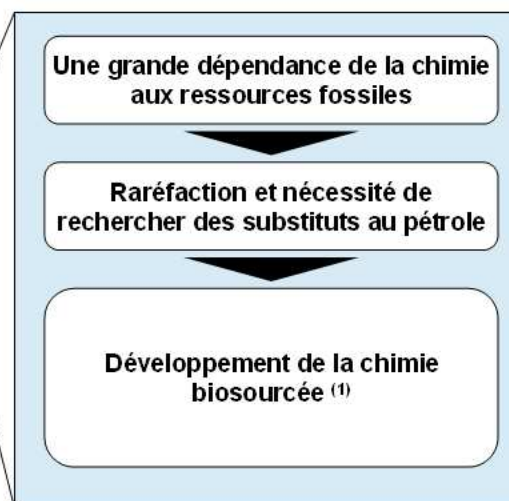 Une grande dépendance de la chimie
aux ressources fossiles
Raréfaction et nécessité de
rechercher des substituts au pétrole
Développement de la chimie
biosourcée (1)